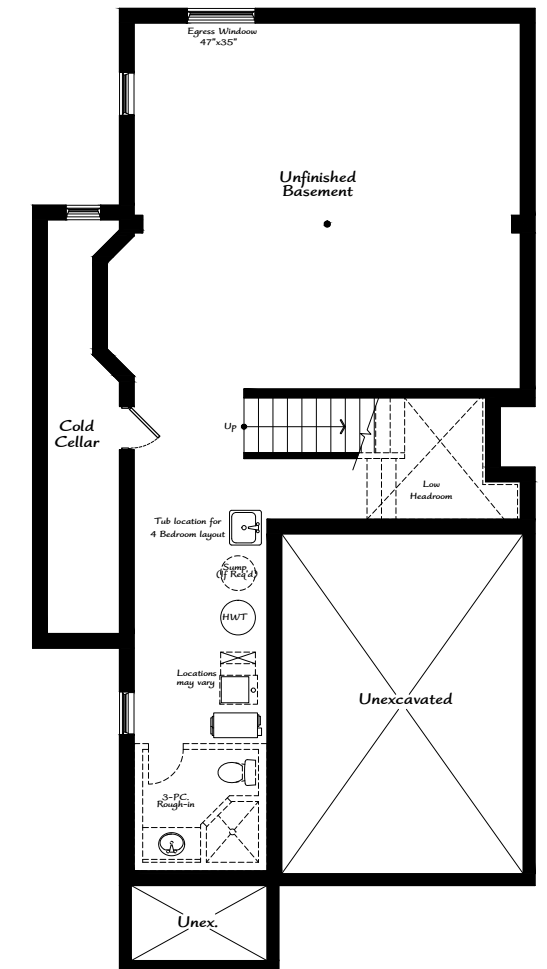 Egress Windoow
47"x35"
Unfinished
Basement
Cold
Cellar
Up
Low
Headroom
Tub location for
4 Bedroom layout
Sump
(If Req'd)
HWT
Locations
may vary
Unexcavated
3-PC.
Rough-in
Unex.